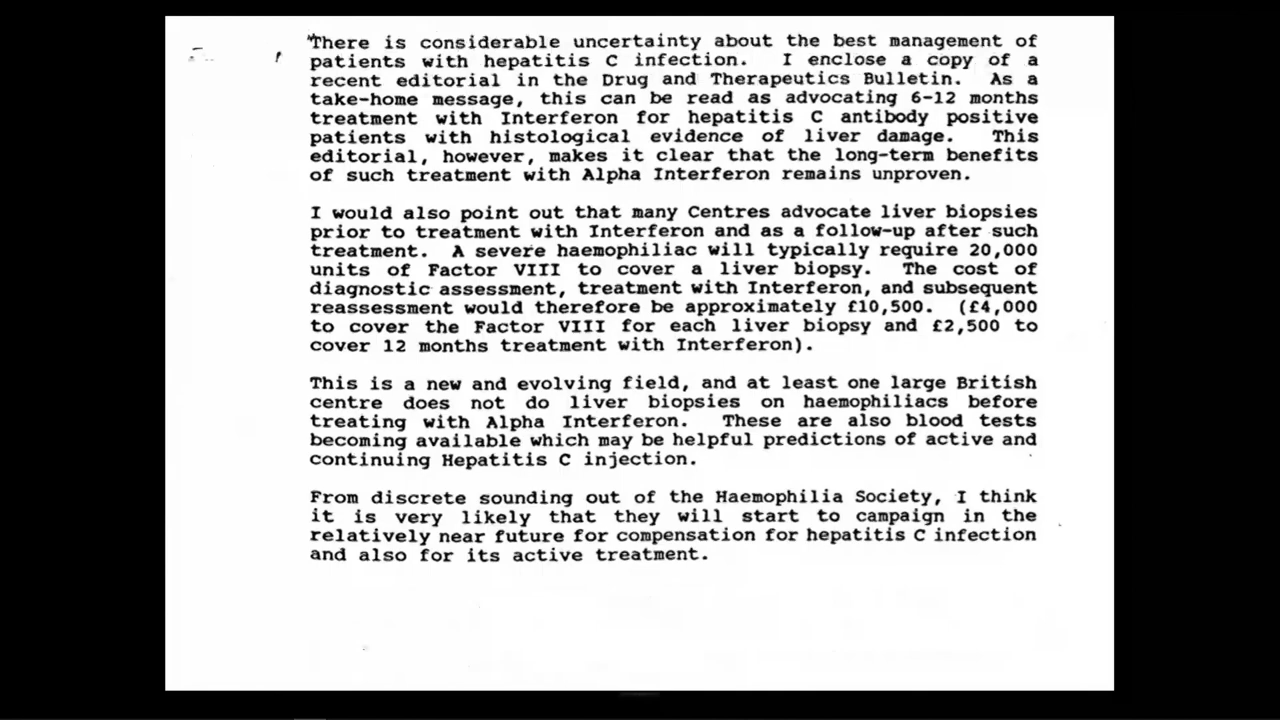 "There is considerable uncertainty about the best management of
patients with hepatitis C infection. I enclose a copy of a
recent editorial in the Drug and Therapeutics Bulletin. As a
take-home message, this can be read as advocating 6-12 months
treatment with Interferon for hepatitis C antibody positive
patients with histological evidence of liver damage. This
editorial, however, makes it clear that the long-term benefits
of such treatment with Alpha Interferon remains unproven.
I would also point out that many Centres advocate liver biopsies
prior to treatment with Interferon and as a follow-up after such
treatment. A severe haemophiliac will typically require 20,000
units of Factor VIII to cover a liver biopsy. The cost of
diagnostic assessment, treatment with Interferon, and subsequent
reassessment would therefore be approximately £10,500. (£4,000
to cover the Factor VIII for each liver biopsy and £2,500 to
cover 12 months treatment with Interferon).
This is a new and evolving field, and at least one large British
centre does not do liver biopsies on haemophiliacs before
treating with Alpha Interferon. These are also blood tests
becoming available which may be helpful predictions of active and
continuing Hepatitis C injection.
From discrete sounding out of the Haemophilia Society, I think
it is very likely that they will start to campaign in the
relatively near future for compensation for hepatitis C infection
and also for its active treatment.